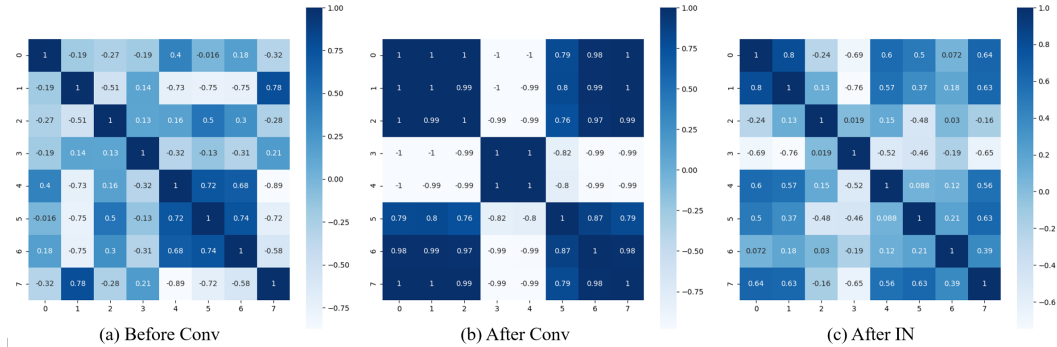 0 1 -0.19 -0.27 -0.19 0.4 -0.016 0.18 -0.32
1 -0.19 1 -0.51 0.14 -0.73 -0.75 -0.75 0.78
2 -0.27 -0.51 1 0.13 0.16 0.5 0.3 -0.28
3 -0.19 0.14 0.13 1 -0.32 -0.13 -0.31 0.21
4 0.4 -0.73 0.16 -0.32 1 0.72 0.68 -0.89
5 -0.016 -0.75 0.5 -0.13 0.72 1 0.74 -0.72
6 0.18 -0.75 0.3 -0.31 0.68 0.74 1 -0.58
7 -0.32 0.78 -0.28 0.21 -0.89 -0.72 -0.58 1
0 1 2 3 4 5 6 7
1.00
0.75
0.50
0.25
0.00
−0.25
−0.50
−0.75
(a) Before Conv
0 1 1 1 -1 -1 0.79 0.98 1
1 1 1 0.99 -1 -0.99 0.8 0.99 1
2 1 0.99 1 -0.99 -0.99 0.76 0.97 0.99
3 -1 -1 -0.99 1 1 -0.82 -0.99 -0.99
4 -1 -0.99 -0.99 1 1 -0.8 -0.99 -0.99
5 0.79 0.8 0.76 -0.82 -0.8 1 0.87 0.79
6 0.98 0.99 0.97 -0.99 -0.99 0.87 1 0.98
7 1 1 0.99 -0.99 -0.99 0.79 0.98 1
0 1 2 3 4 5 6 7
1.00
0.75
0.50
0.25
0.00
−0.25
−0.50
−0.75
(b) After Conv
0 1 0.8 -0.24 -0.69 0.6 0.5 0.072 0.64
1 0.8 1 0.13 -0.76 0.57 0.37 0.18 0.63
2 -0.24 0.13 1 0.019 0.15 -0.48 0.03 -0.16
3 -0.69 -0.76 0.019 1 -0.52 -0.46 -0.19 -0.65
4 0.6 0.57 0.15 -0.52 1 0.088 0.12 0.56
5 0.5 0.37 -0.48 -0.46 0.088 1 0.21 0.63
6 0.072 0.18 0.03 -0.19 0.12 0.21 1 0.39
7 0.64 0.63 -0.16 -0.65 0.56 0.63 0.39 1
0 1 2 3 4 5 6 7
1.0
0.8
0.6
0.4
0.2
0.0
−0.2
−0.4
−0.6
(c) After IN